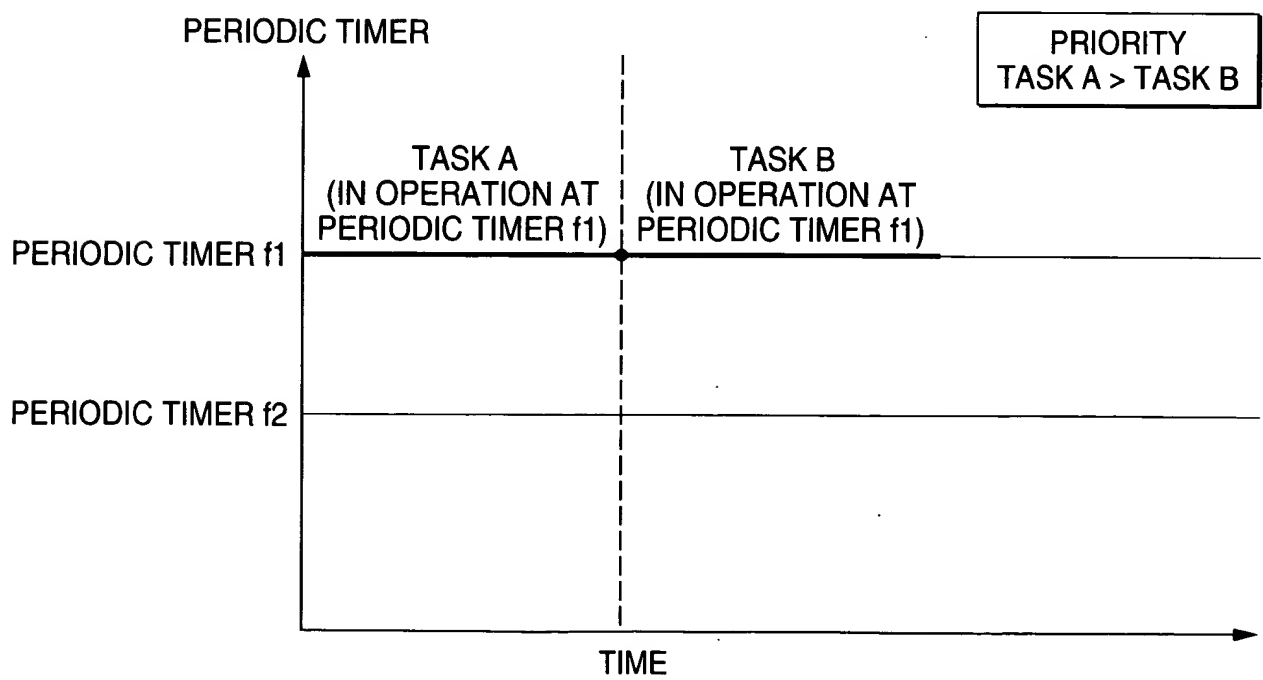 PERIODIC TIMER
PRIORITY
TASK A > TASK B
TASK A
(IN OPERATION AT
PERIODIC TIMER f1)
TASK B
(IN OPERATION AT
PERIODIC TIMER f1)
PERIODIC TIMER f1
PERIODIC TIMER f2
TIME